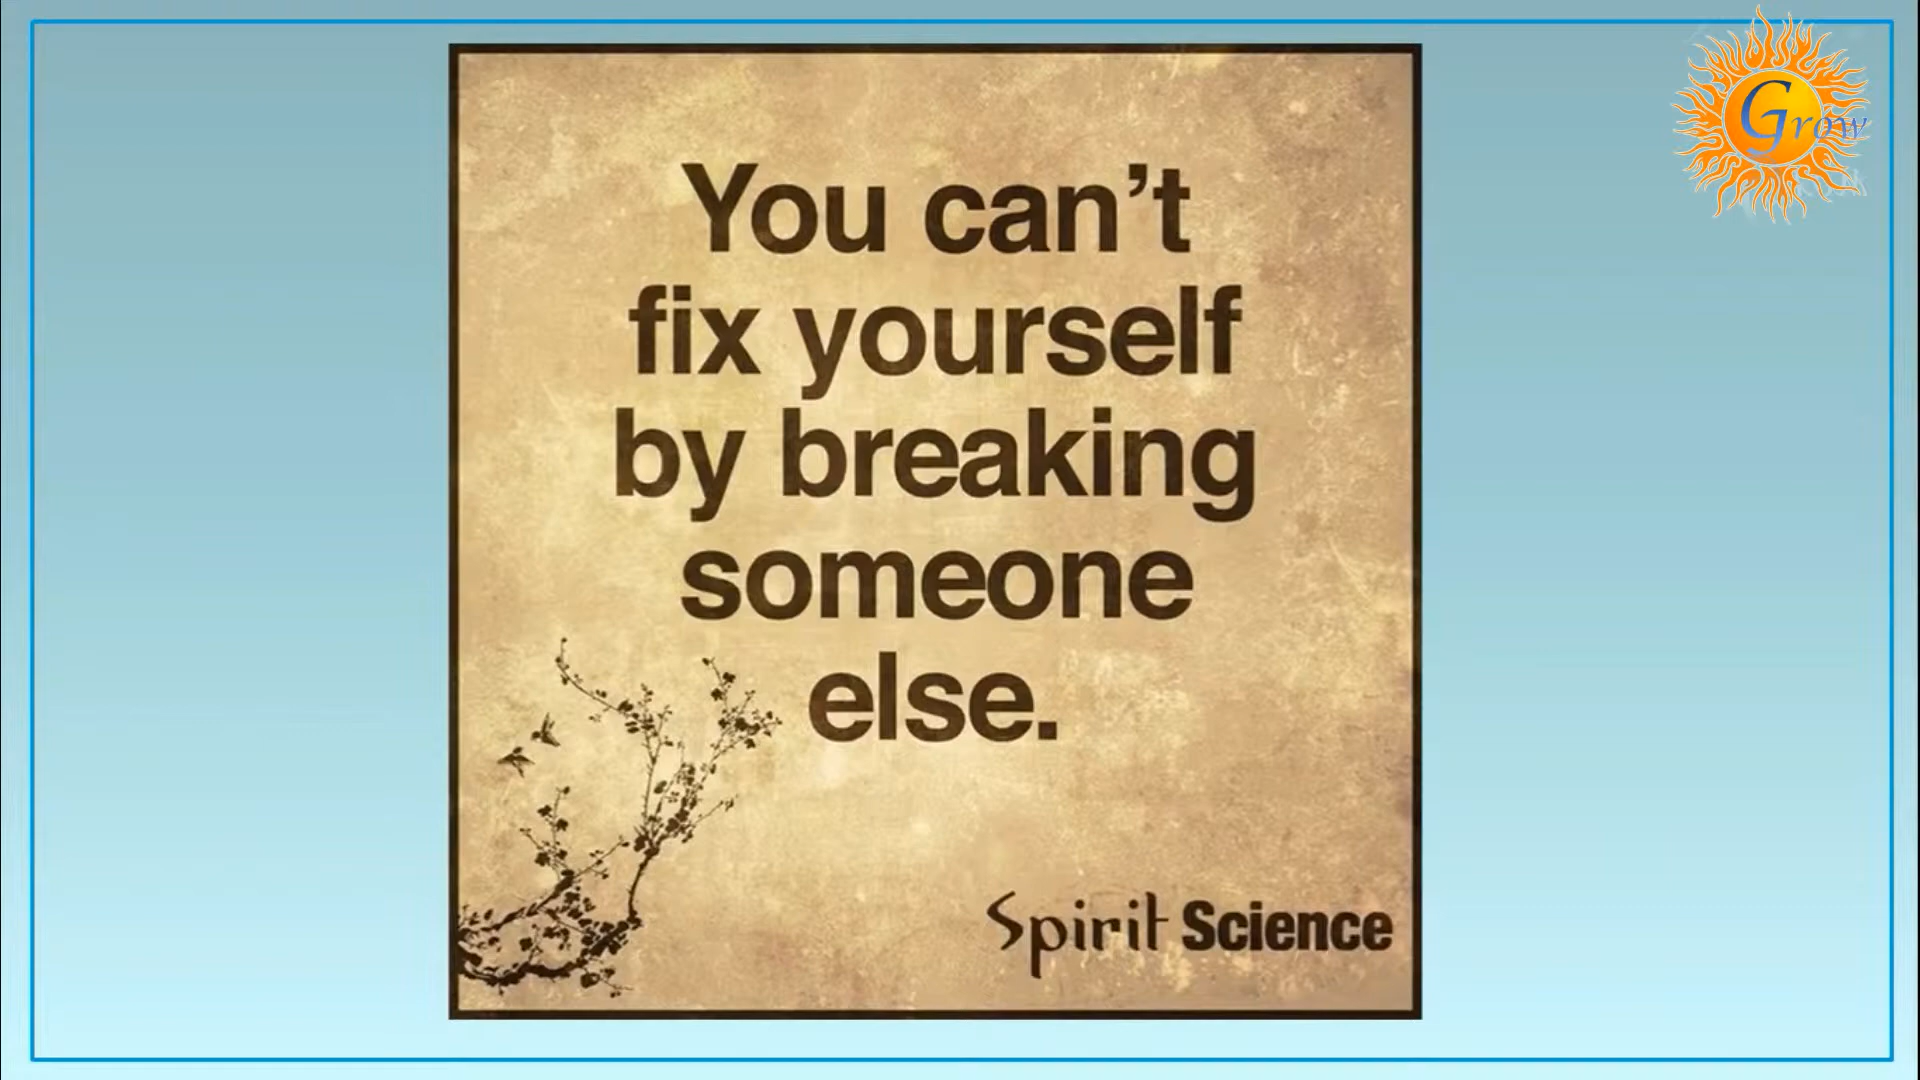 Grow
You can’t
fix yourself
by breaking
someone
else.
Spirit Science